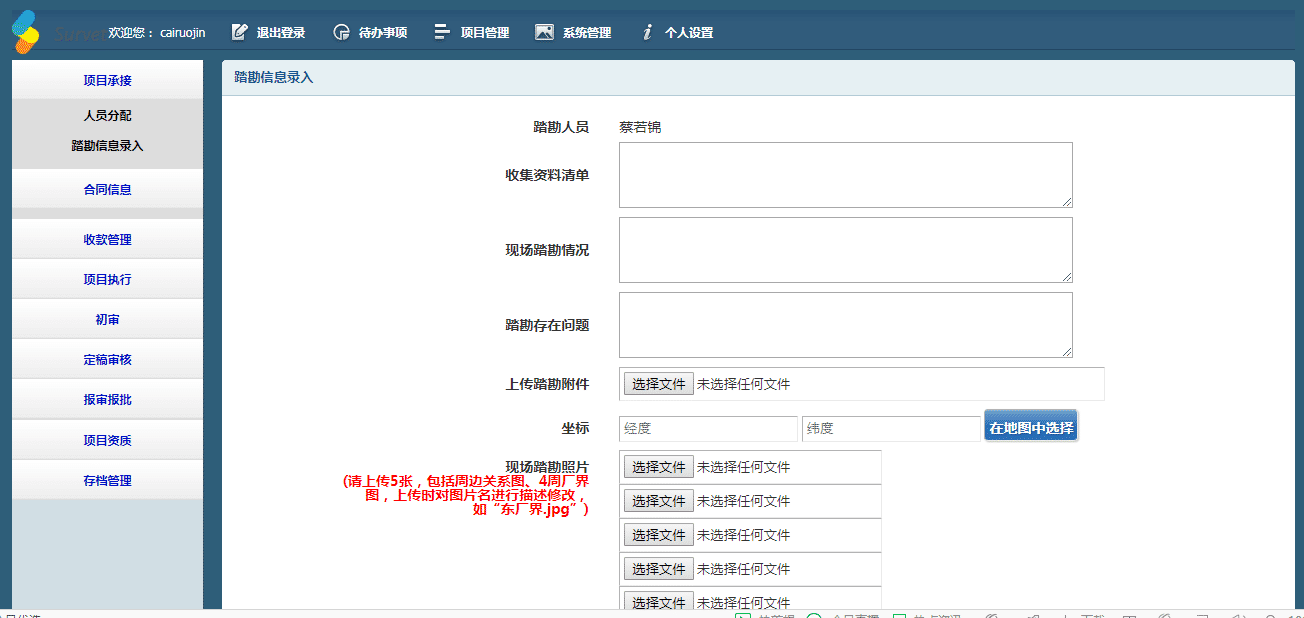 Survey 欢迎您： cairuojin 退出登录 待办事项 项目管理 系统管理 个人设置
项目承接
人员分配
踏勘信息录入
合同信息
收款管理
项目执行
初审
定稿审核
报审报批
项目资质
存档管理
踏勘信息录入
踏勘人员 蔡若锦
收集资料清单
现场踏勘情况
踏勘存在问题
上传踏勘附件 选择文件 未选择任何文件
坐标 经度 纬度 在地图中选择
现场踏勘照片 选择文件 未选择任何文件
(请上传5张，包括周边关系图、4周厂界
图，上传时对图片名进行描述修改，
如“东厂界.jpg”)
选择文件 未选择任何文件
选择文件 未选择任何文件
选择文件 未选择任何文件
选择文件 未选择任何文件